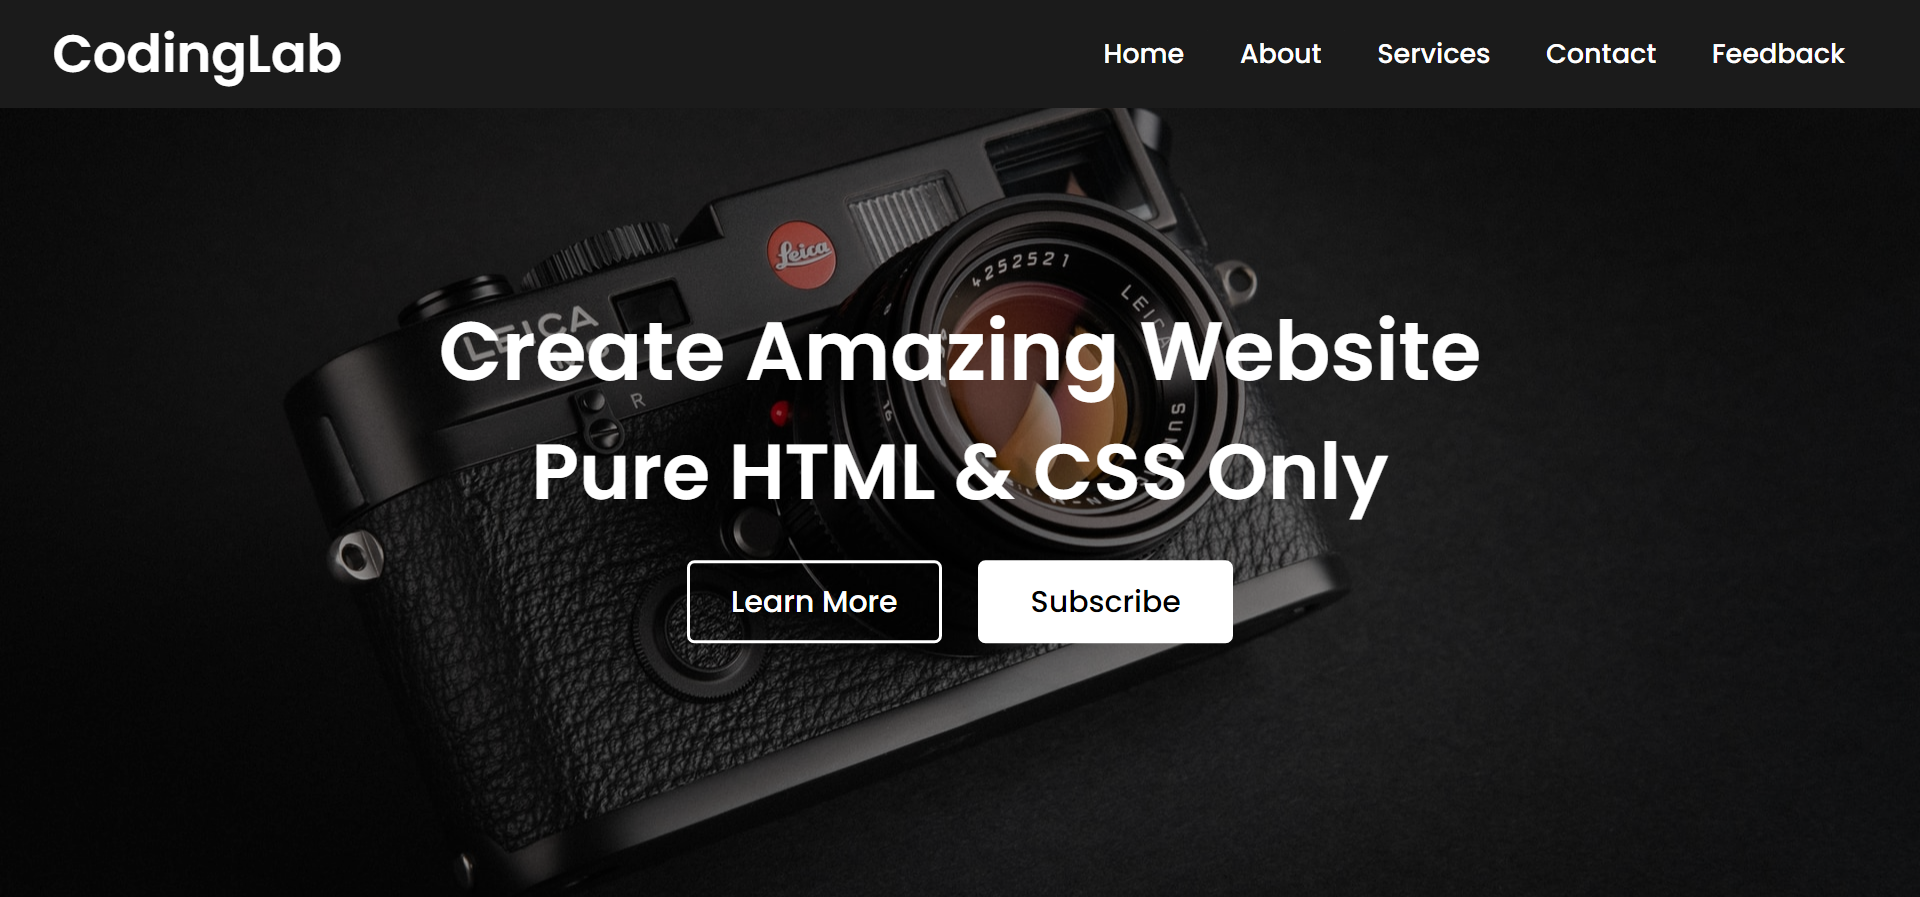 CodingLab
Home About Services Contact Feedback
Leica
4252521
LEICA
R
16
Create Amazing Website
Pure HTML & CSS Only
Learn More Subscribe